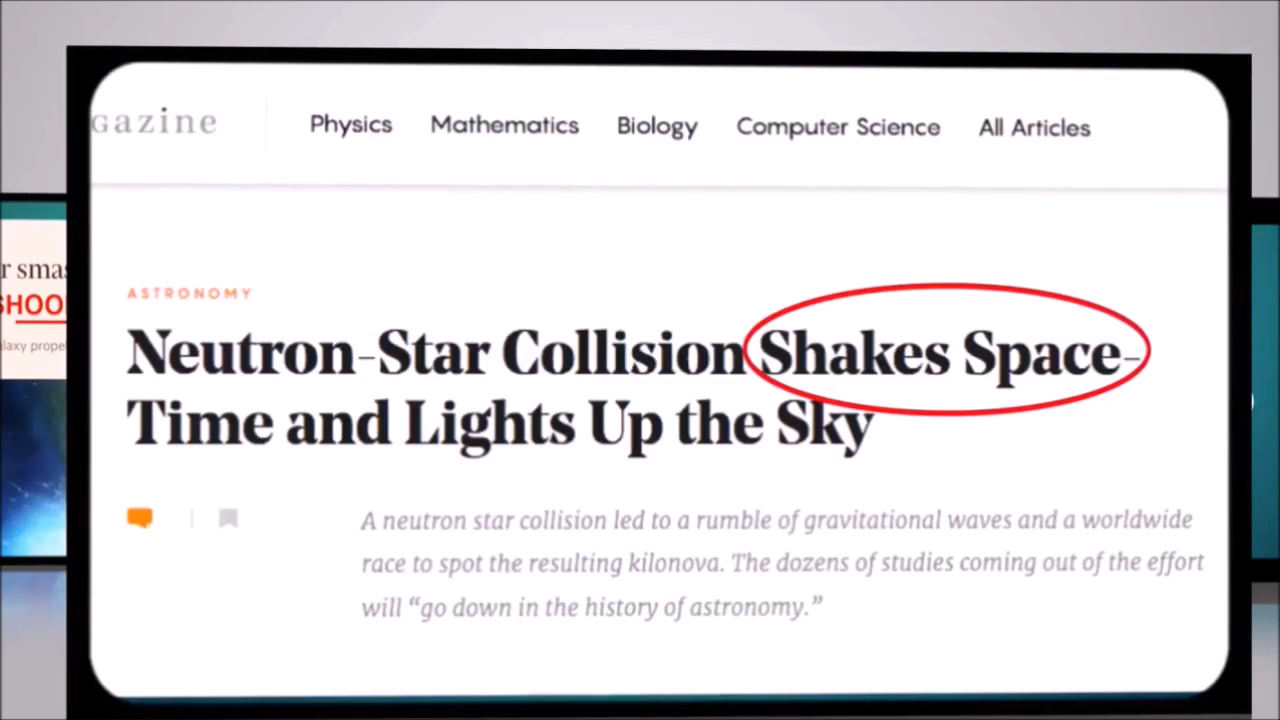 gazine
Physics Mathematics Biology Computer Science All Articles
r smas
SHOO
laxy prope
ASTRONOMY
Neutron-Star Collision Shakes Space-
Time and Lights Up the Sky
A neutron star collision led to a rumble of gravitational waves and a worldwide
race to spot the resulting kilonova. The dozens of studies coming out of the effort
will “go down in the history of astronomy.”